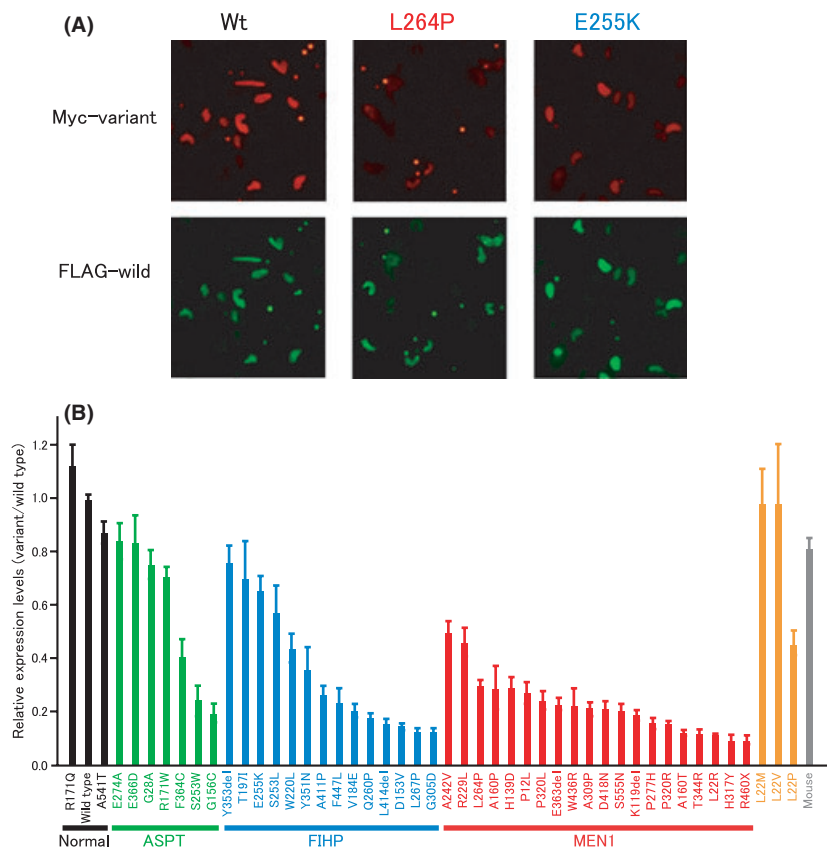 (A)
Wt L264P E255K
Myc-variant
FLAG-wild
(B)
Relative expression levels (variant/wild type)
1.2
1.0
0.8
0.6
0.4
0.2
0.0
R171Q Wild type A541T E274A E366D G28A R171W F364C S253W G156C Y353del T197I E255K S253L W220L Y351N A411P F447L V184E Q260P L414del D153V L267P G305D A242V R229L L264P A160P H139D P12L P320L E363del W436R A309P D418N S555N K119del P277H P320R A160T T344R L22R H317Y R460X L22M L22V L22P Mouse
Normal ASPT FIHP MEN1